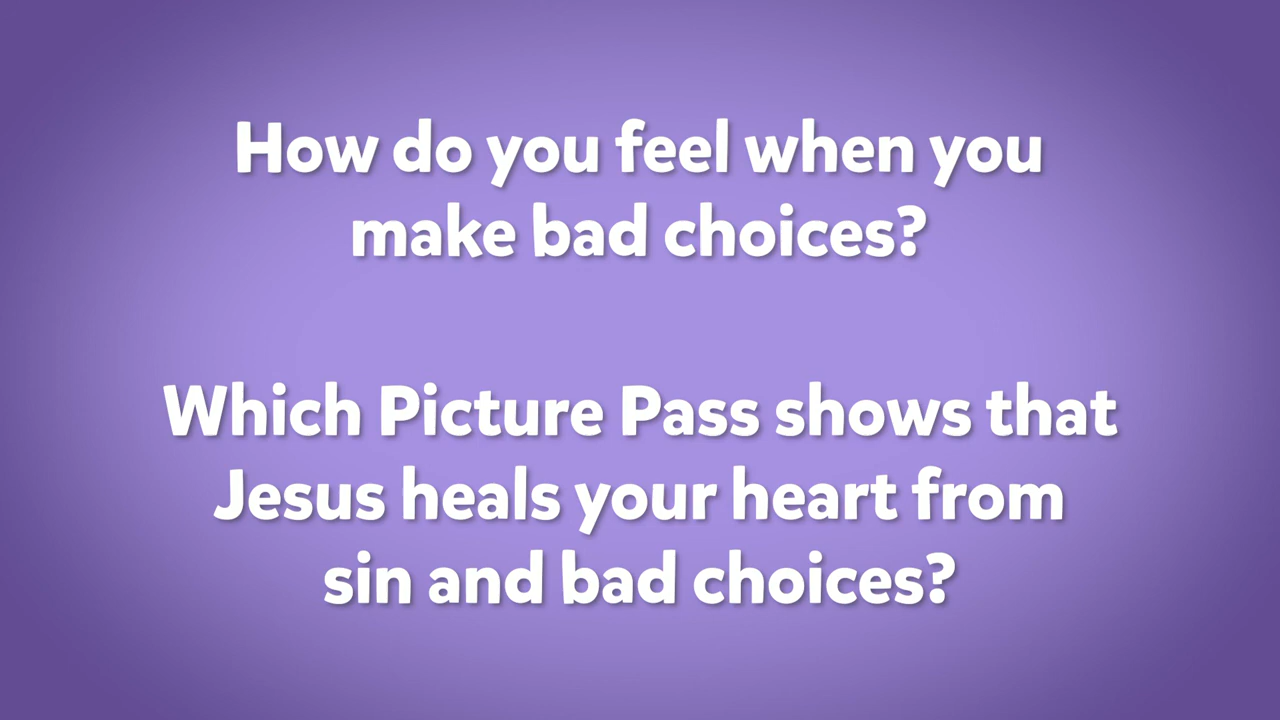 How do you feel when you
make bad choices?
Which Picture Pass shows that
Jesus heals your heart from
sin and bad choices?